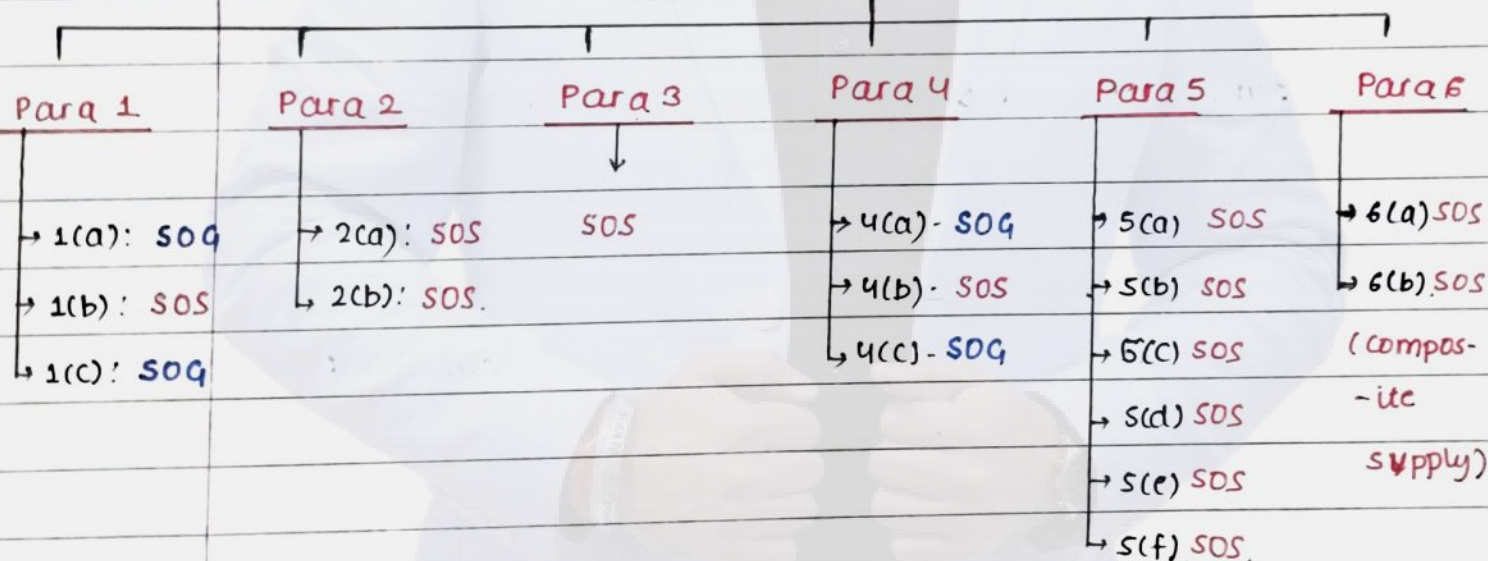 Para 1 Para 2 Para 3 Para 4 Para 5 Para 6
1(a): SOG 2(a): SOS SOS 4(a) - SOG 5(a) SOS 6(a) SOS
1(b): SOS 2(b): SOS. 4(b) - SOS 5(b) SOS 6(b). SOS
1(c): SOG 4(c) - SOG 5(c) SOS (compos-
5(d) SOS -ite
5(e) SOS supply)
5(f) SOS.